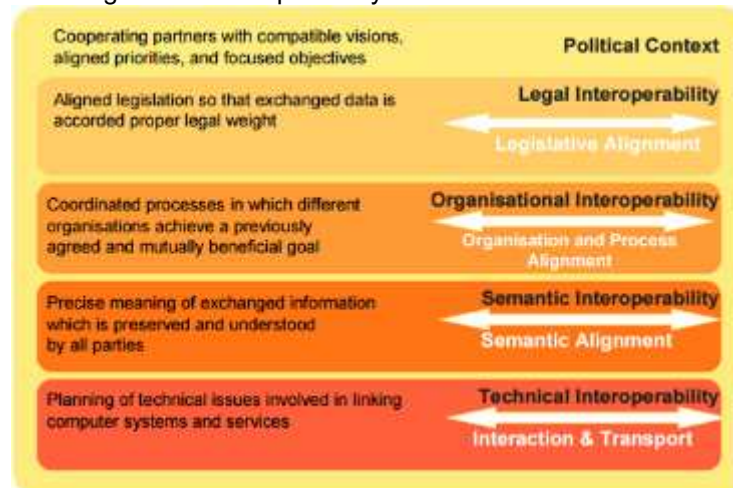 Cooperating partners with compatible visions,
aligned priorities, and focused objectives
Political Context
Aligned legislation so that exchanged data is
accorded proper legal weight
Legal Interoperability
Legislative Alignment
Coordinated processes in which different
organisations achieve a previously
agreed and mutually beneficial goal
Organisational Interoperability
Organisation and Process
Alignment
Precise meaning of exchanged information
which is preserved and understood
by all parties
Semantic Interoperability
Semantic Alignment
Planning of technical issues involved in linking
computer systems and services
Technical Interoperability
Interaction & Transport